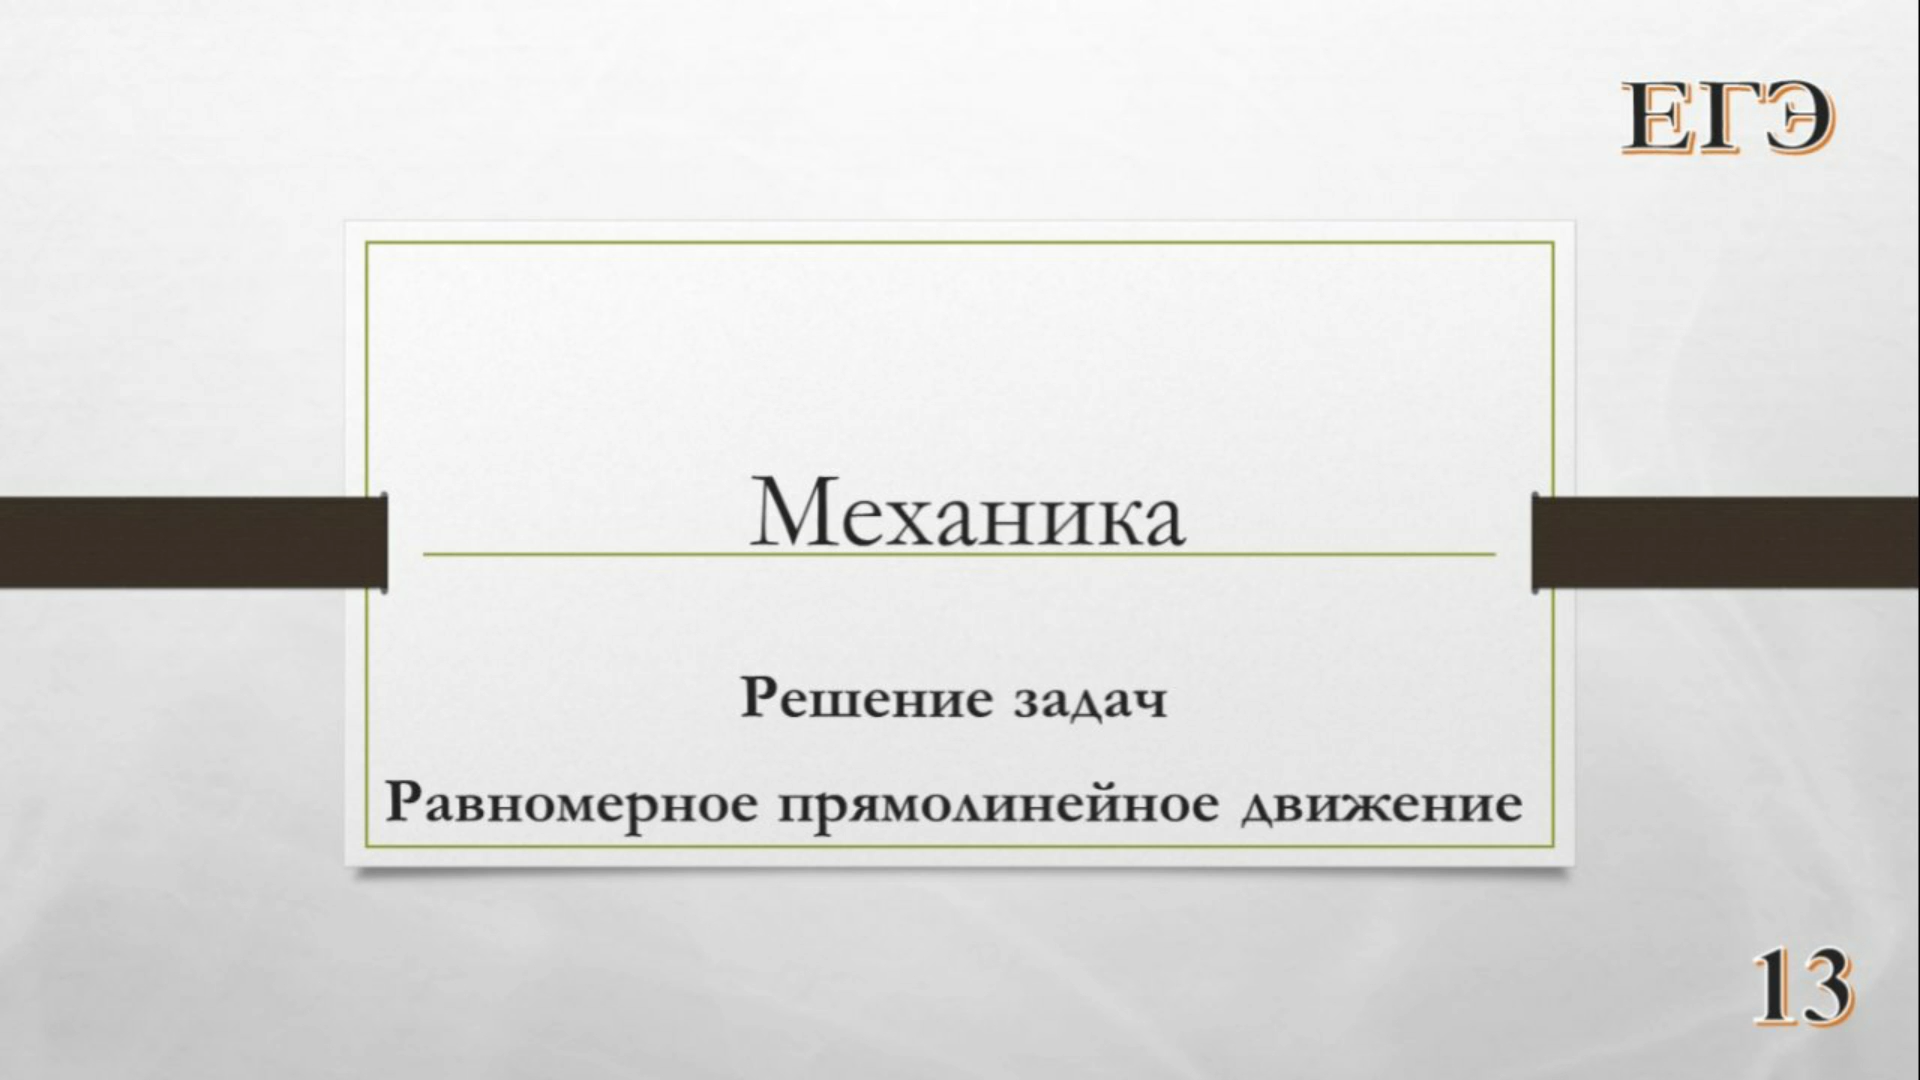 ЕГЭ
Механика
Решение задач
Равномерное прямолинейное движение
13